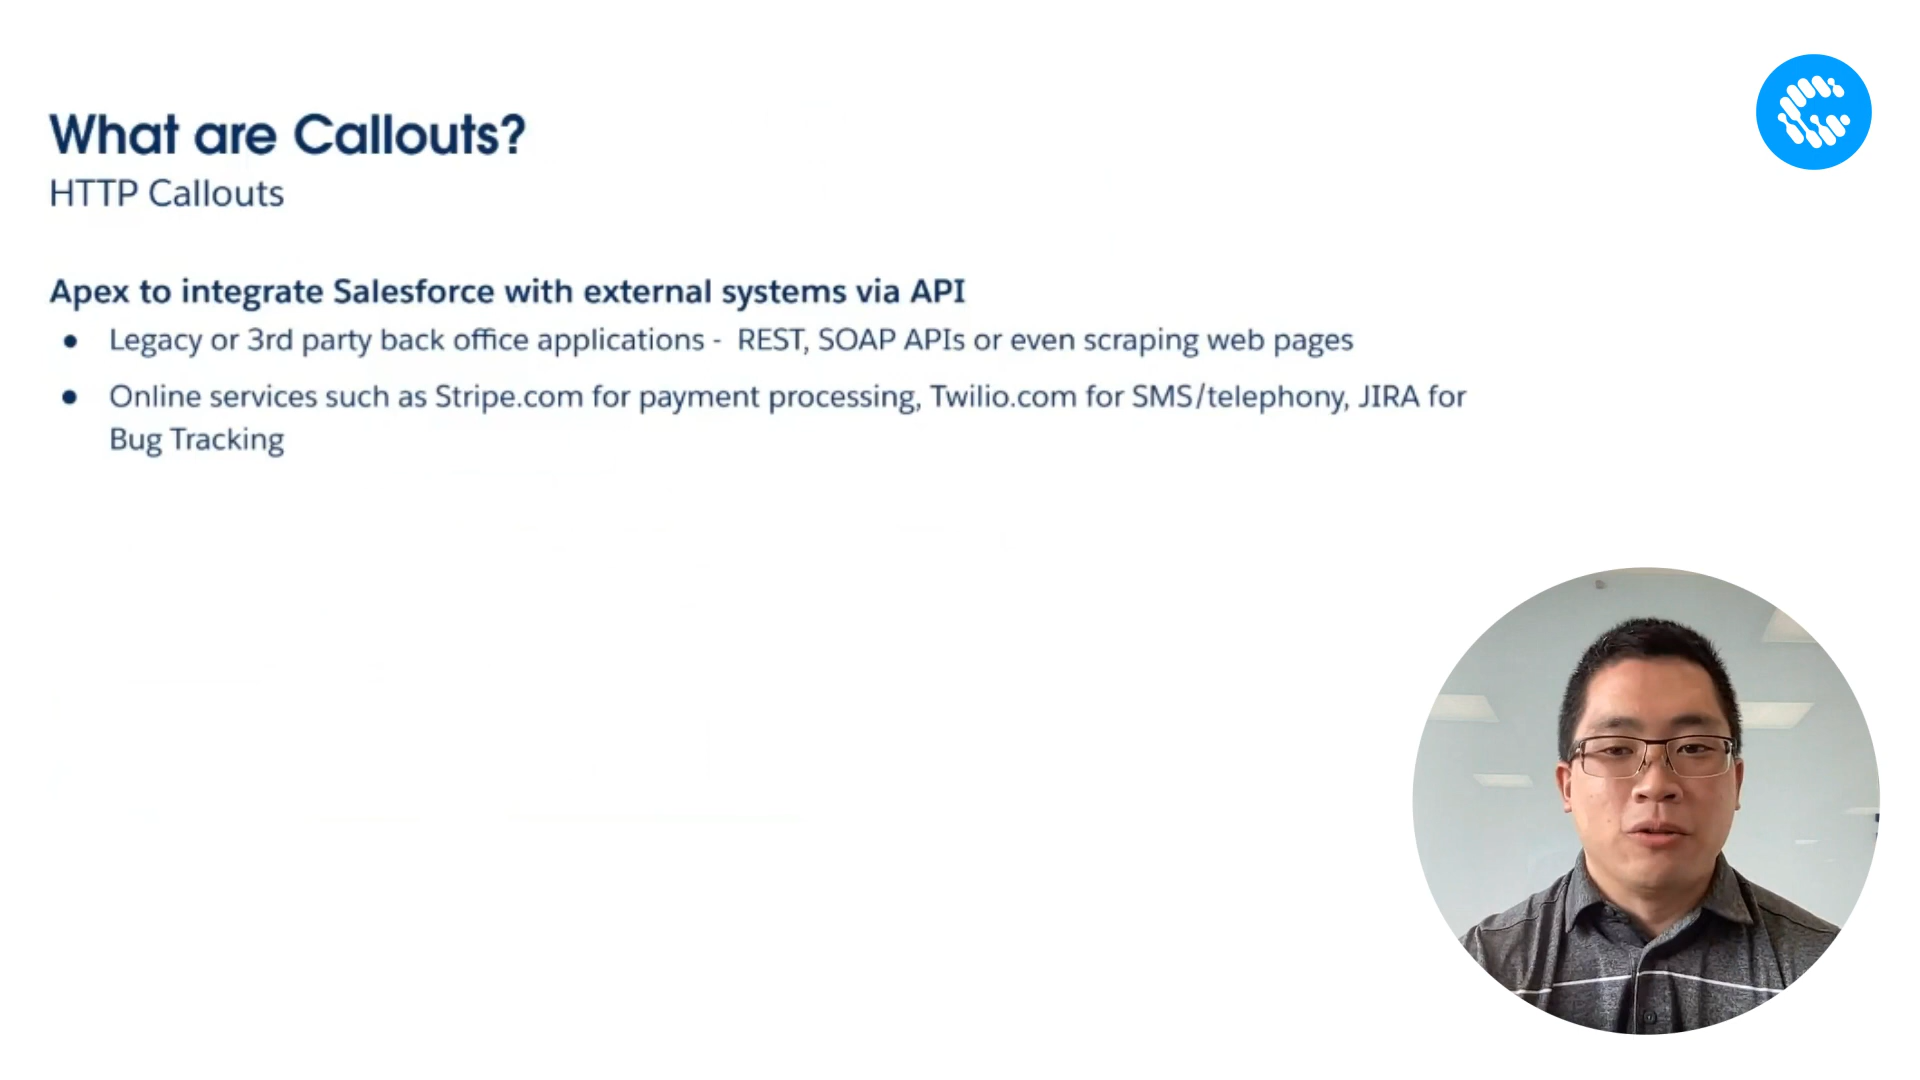 What are Callouts?
HTTP Callouts
Apex to integrate Salesforce with external systems via API
● Legacy or 3rd party back office applications -  REST, SOAP APIs or even scraping web pages
● Online services such as Stripe.com for payment processing, Twilio.com for SMS/telephony, JIRA for
Bug Tracking